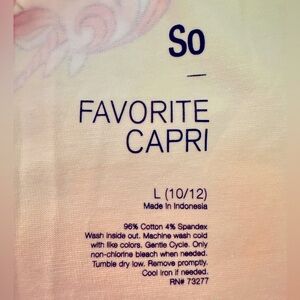 So
FAVORITE
CAPRI
L (10/12)
Made in Indonesia
96% Cotton 4% Spandex
Wash inside out. Machine wash cold
with like colors. Gentle Cycle. Only
non-chlorine bleach when needed.
Tumble dry low. Remove promptly.
Cool iron if needed.
RN# 73277